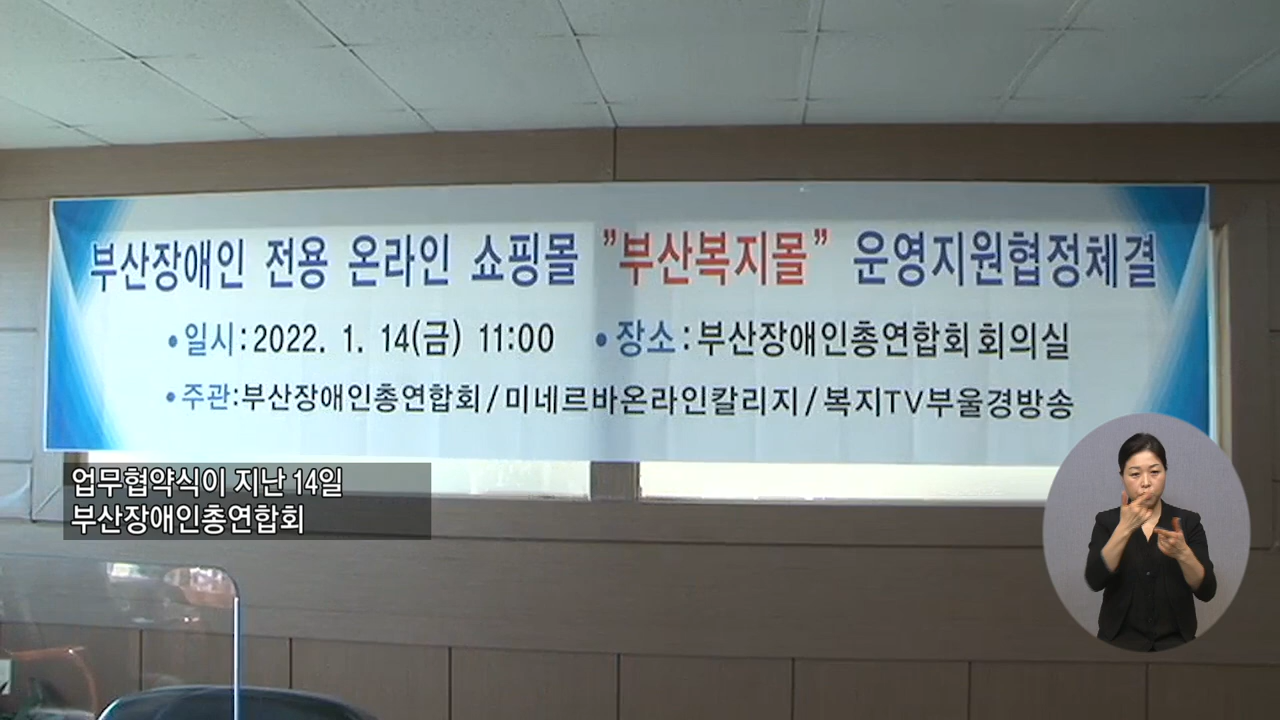 부산장애인 전용 온라인 쇼핑몰 "부산복지몰" 운영지원협정체결
•일시:2022. 1. 14(금) 11:00 •장소:부산장애인총연합회 회의실
•주관:부산장애인총연합회/미네르바온라인칼리지/복지TV부울경방송
업무협약식이 지난 14일
부산장애인총연합회